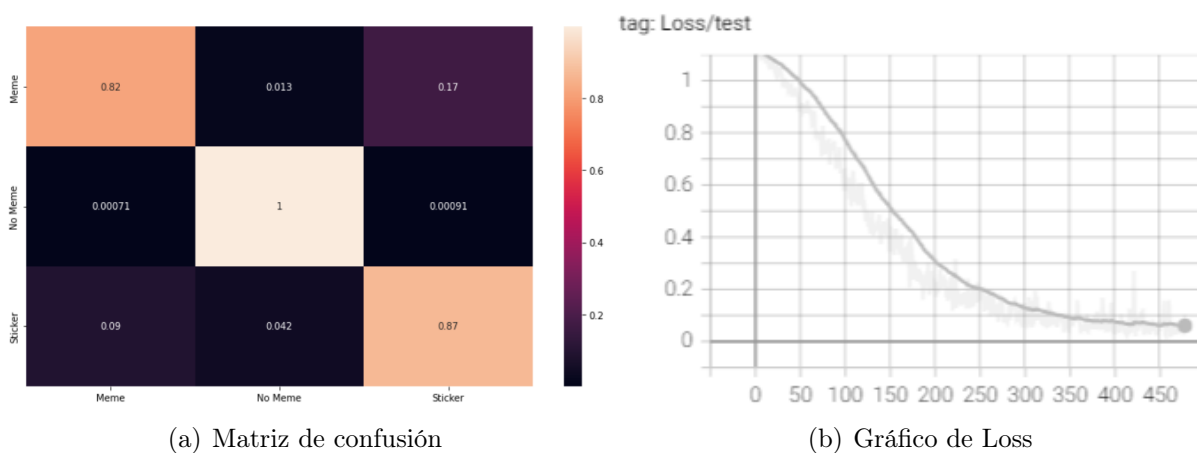 tag: Loss/test
Meme
0.82
0.013
0.17
No Meme
0.00071
1
0.00091
Sticker
0.09
0.042
0.87
Meme
No Meme
Sticker
0.8
0.6
0.4
0.2
1
0.8
0.6
0.4
0.2
0
0 50 100 150 200 250 300 350 400 450
(a) Matriz de confusión
(b) Gráfico de Loss